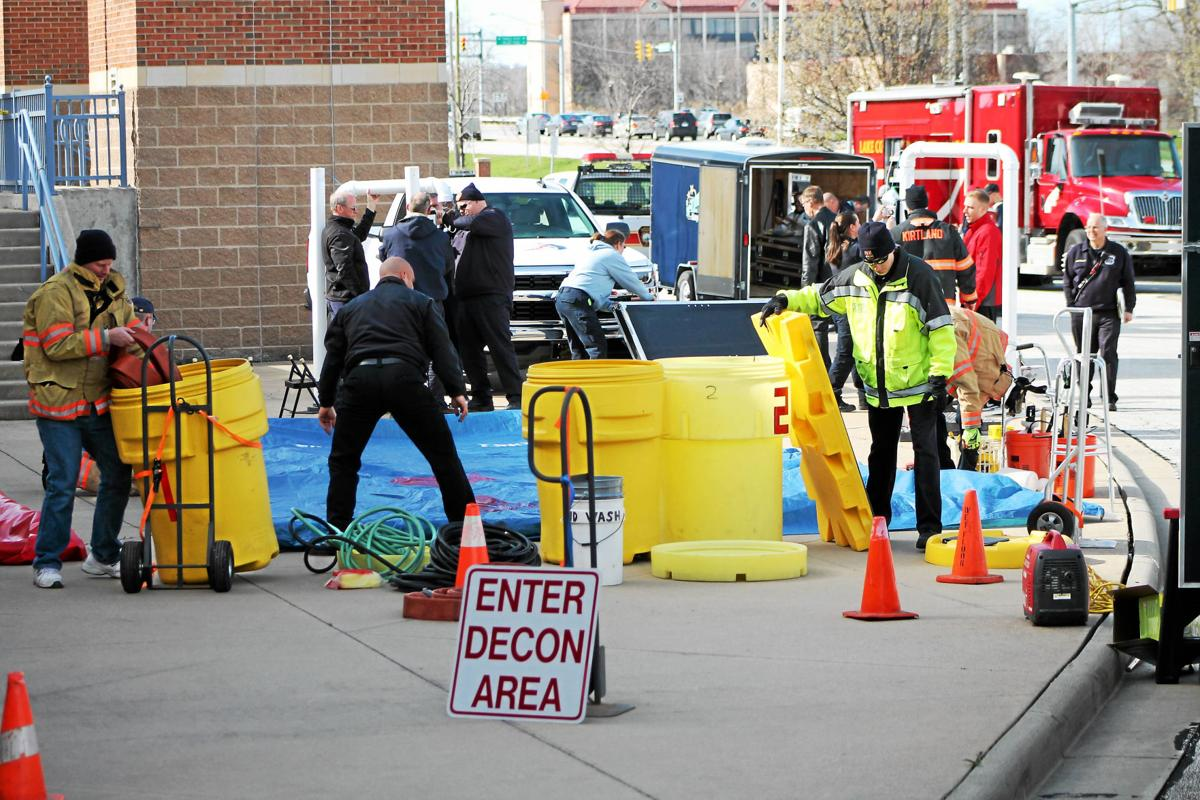 LAKE CO
KIRTLAND
2
2
WASH
ENTER
DECON
AREA